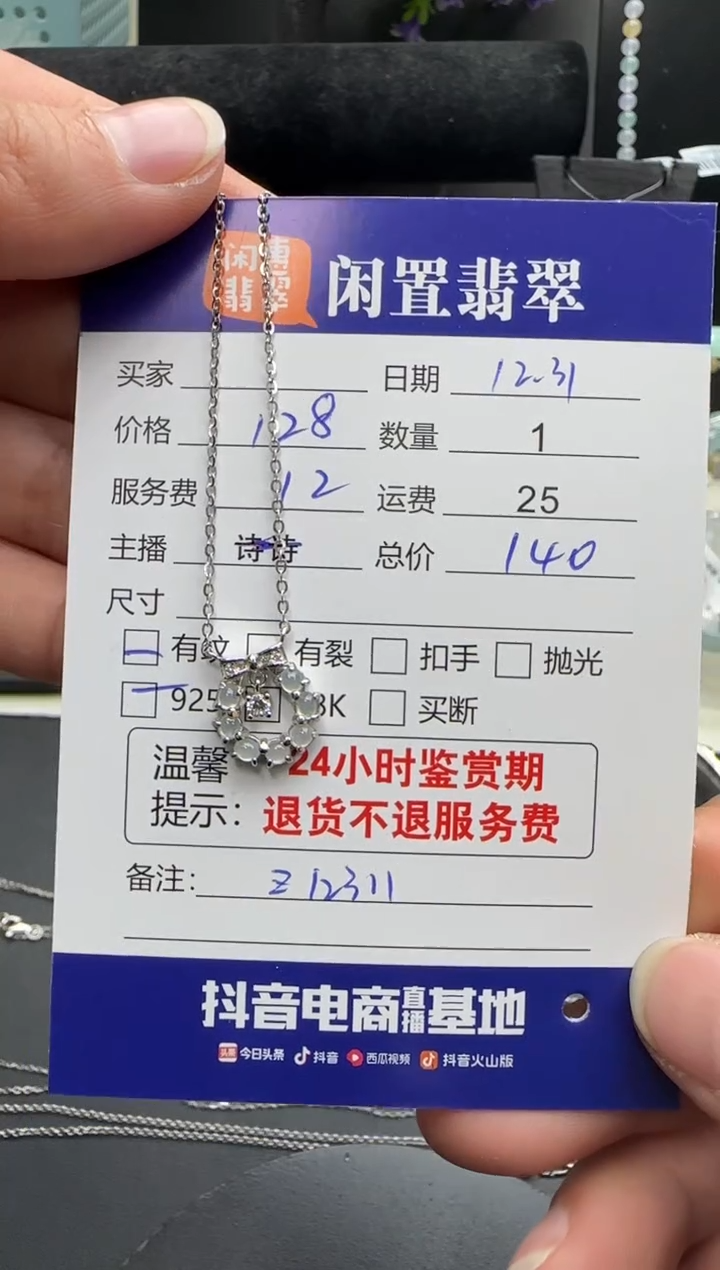 闲置翡翠 闲置翡翠
买家 日期 12.31
价格 128 数量 1
服务费 12 运费 25
主播 诗诗 总价 140
尺寸
有纹 有裂 扣手 抛光
925 K 买断
温馨提示: 24小时鉴赏期
退货不退服务费
备注: Z12311
抖音电商直播基地
头条 今日头条 抖音 西瓜视频 抖音火山版